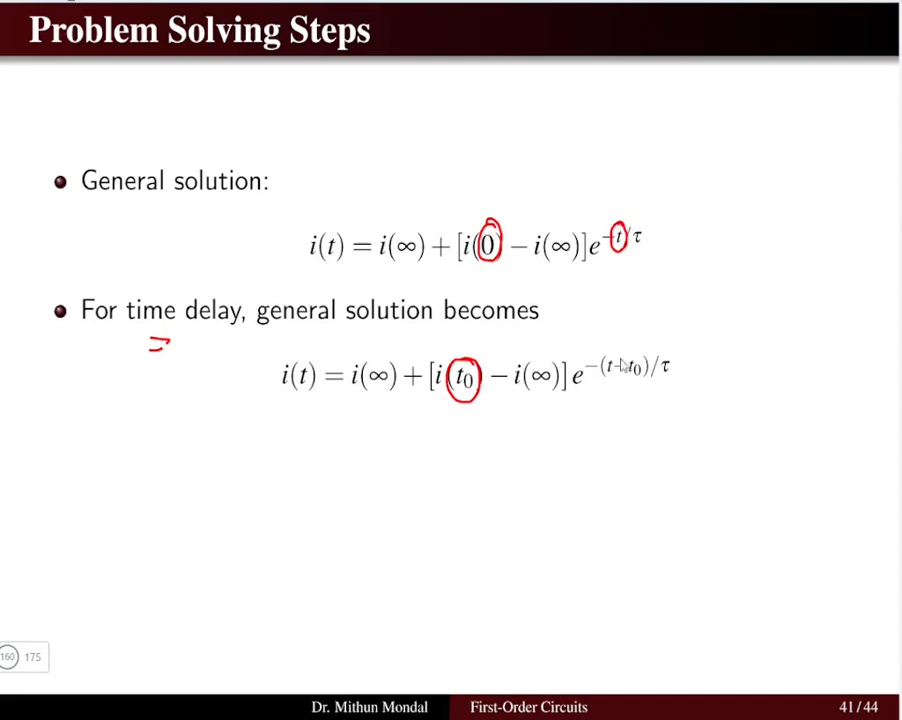 Problem Solving Steps
General solution:
i(t) = i(∞) + [i(0) − i(∞)]e^{−t/τ}
For time delay, general solution becomes
i(t) = i(∞) + [i(t₀) − i(∞)] e^{−(t−t₀)/τ}
160 175
Dr. Mithun Mondal First-Order Circuits 41 / 44